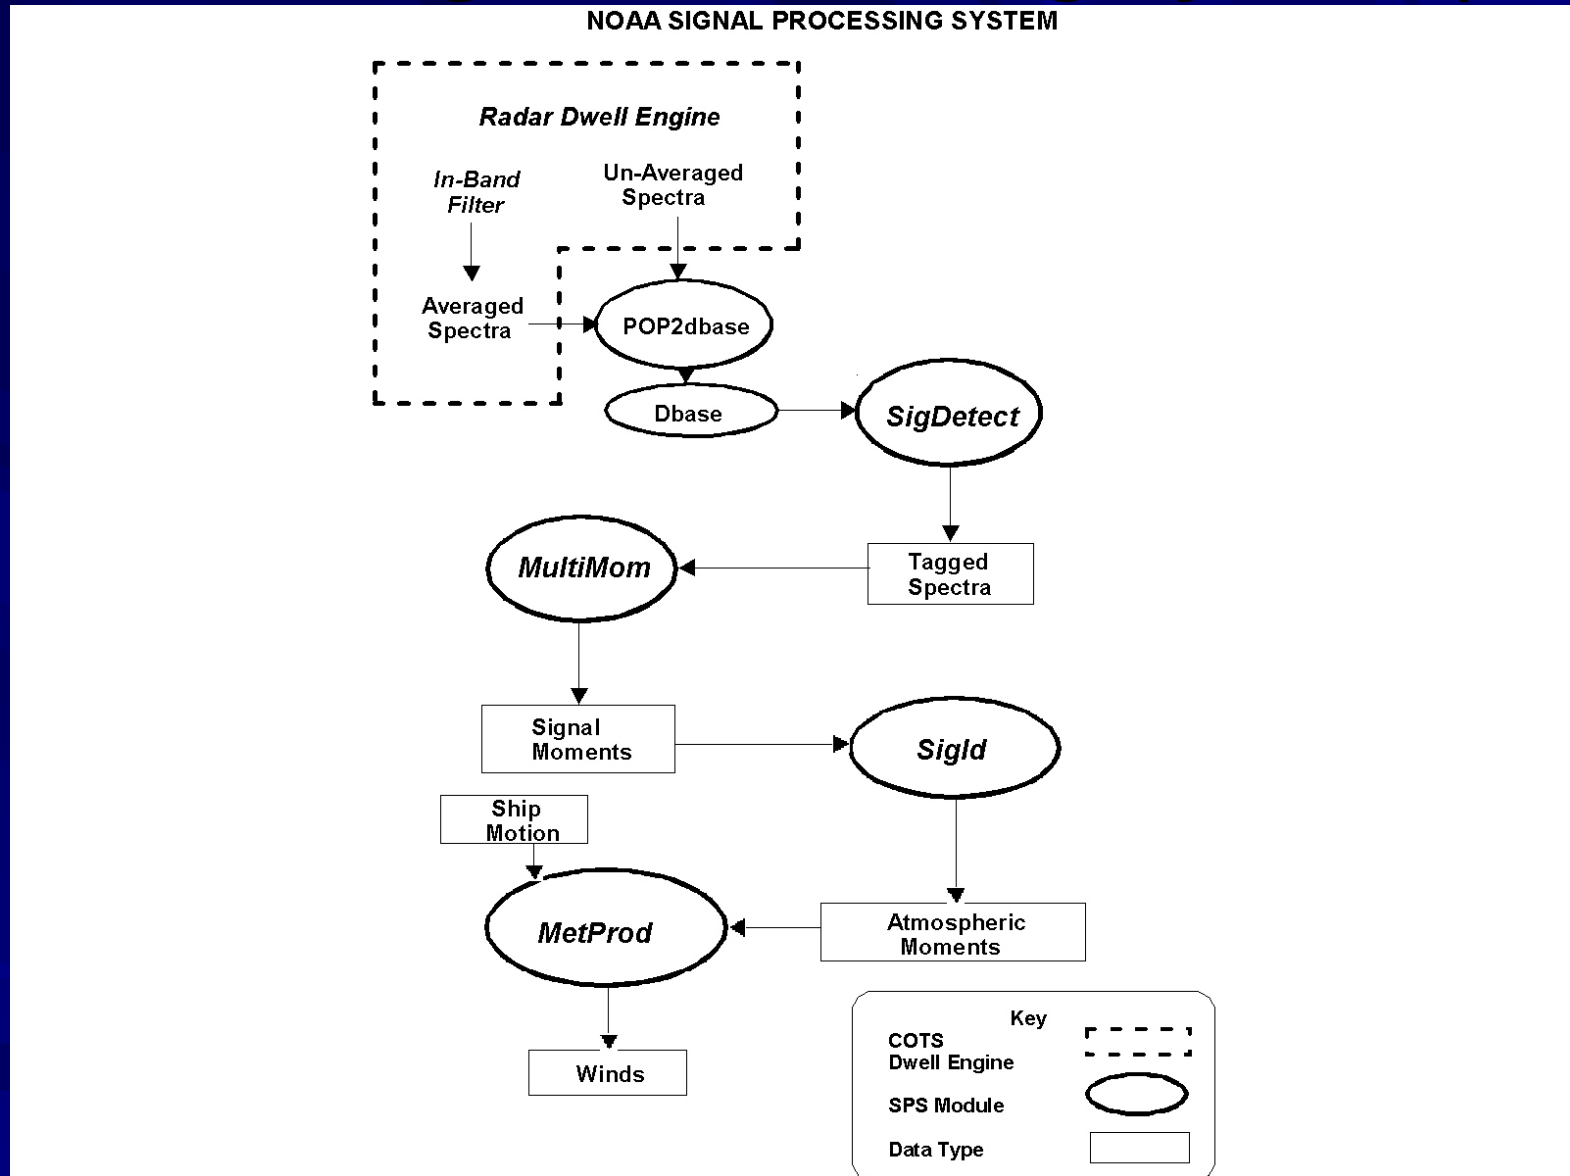 NOAA SIGNAL PROCESSING SYSTEM
Radar Dwell Engine
In-Band
Filter
Un-Averaged
Spectra
Averaged
Spectra
POP2dbase
Dbase
SigDetect
MultiMom
Tagged
Spectra
Signal
Moments
SigId
Ship
Motion
MetProd
Atmospheric
Moments
Winds
Key
COTS
Dwell Engine
SPS Module
Data Type